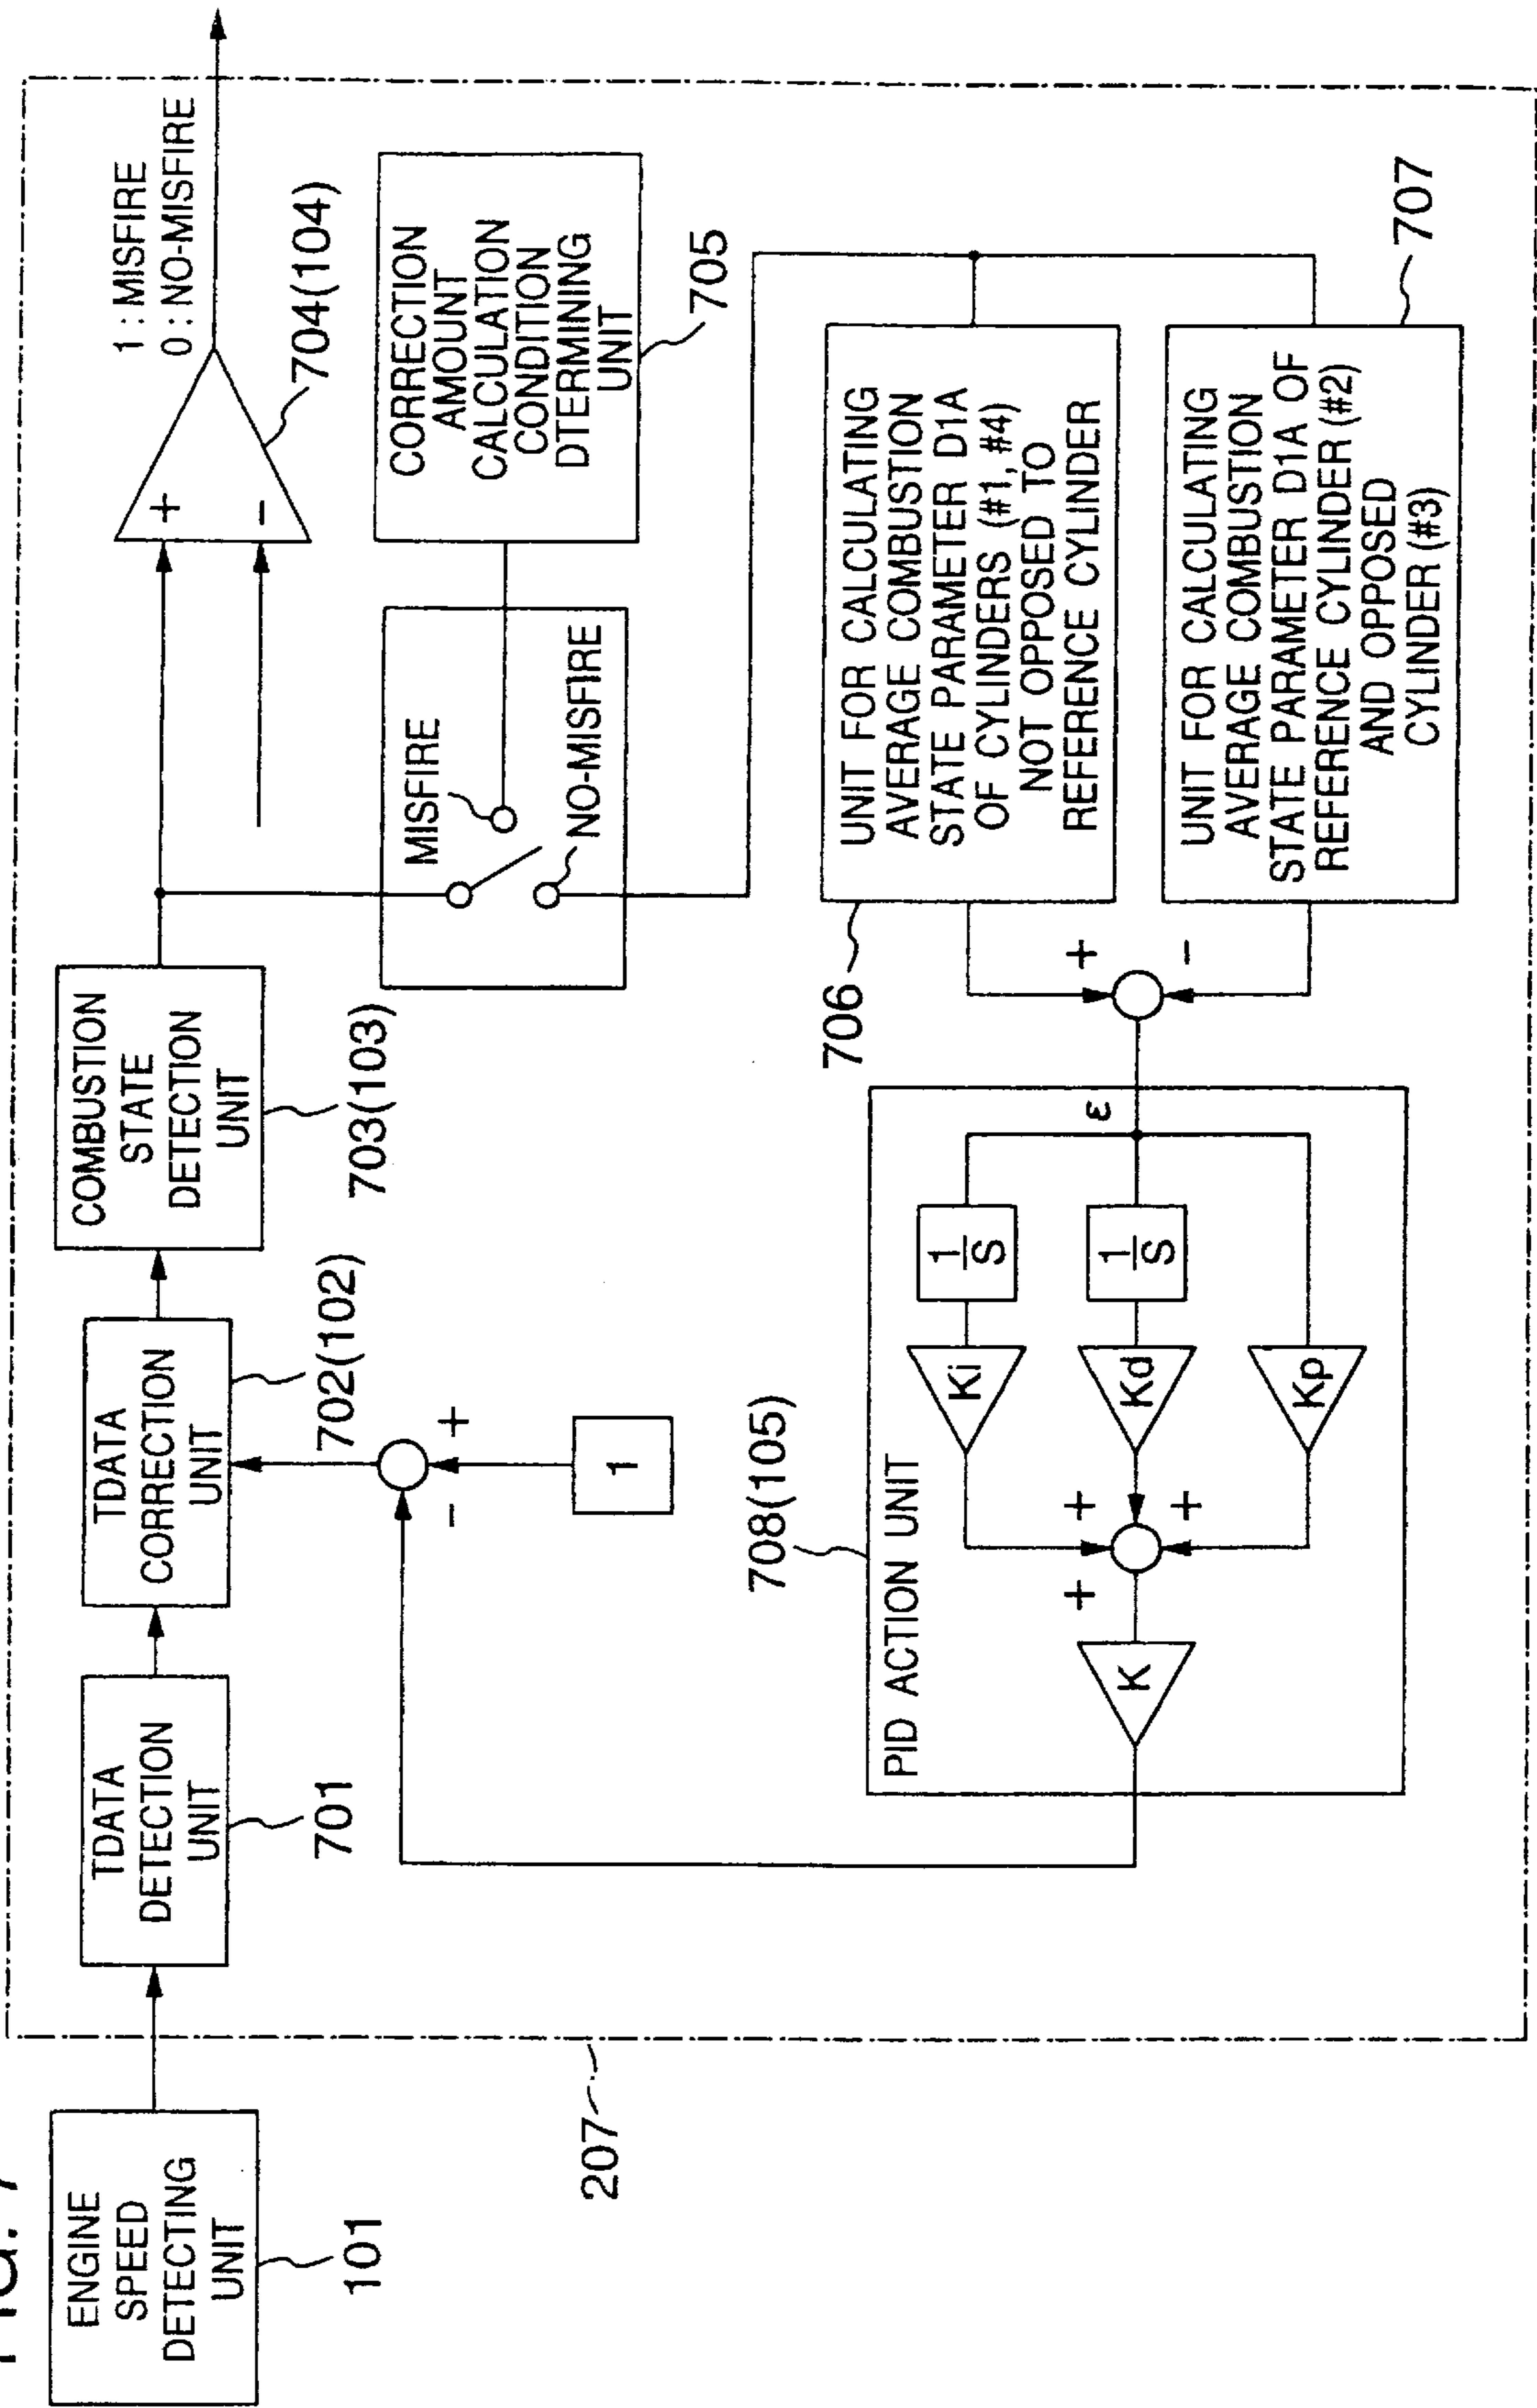 FIG. 7
ENGINE
SPEED
DETECTING
UNIT
101
207
TDATA
DETECTION
UNIT
701
TDATA
CORRECTION
UNIT
702(102)
COMBUSTION
STATE
DETECTION
UNIT
703(103)
+
-
1 : MISFIRE
0 : NO-MISFIRE
704(104)
MISFIRE
NO-MISFIRE
CORRECTION
AMOUNT
CALCULATION
CONDITION
DTERMINING
UNIT
705
-
+
1
708(105)
PID ACTION UNIT
K
+
+
+
Ki
Kd
Kp
1
S
1
S
ε
+
-
706
UNIT FOR CALCULATING
AVERAGE COMBUSTION
STATE PARAMETER D1A
OF CYLINDERS (#1, #4)
NOT OPPOSED TO
REFERENCE CYLINDER
UNIT FOR CALCULATING
AVERAGE COMBUSTION
STATE PARAMETER D1A OF
REFERENCE CYLINDER (#2)
AND OPPOSED
CYLINDER (#3)
707